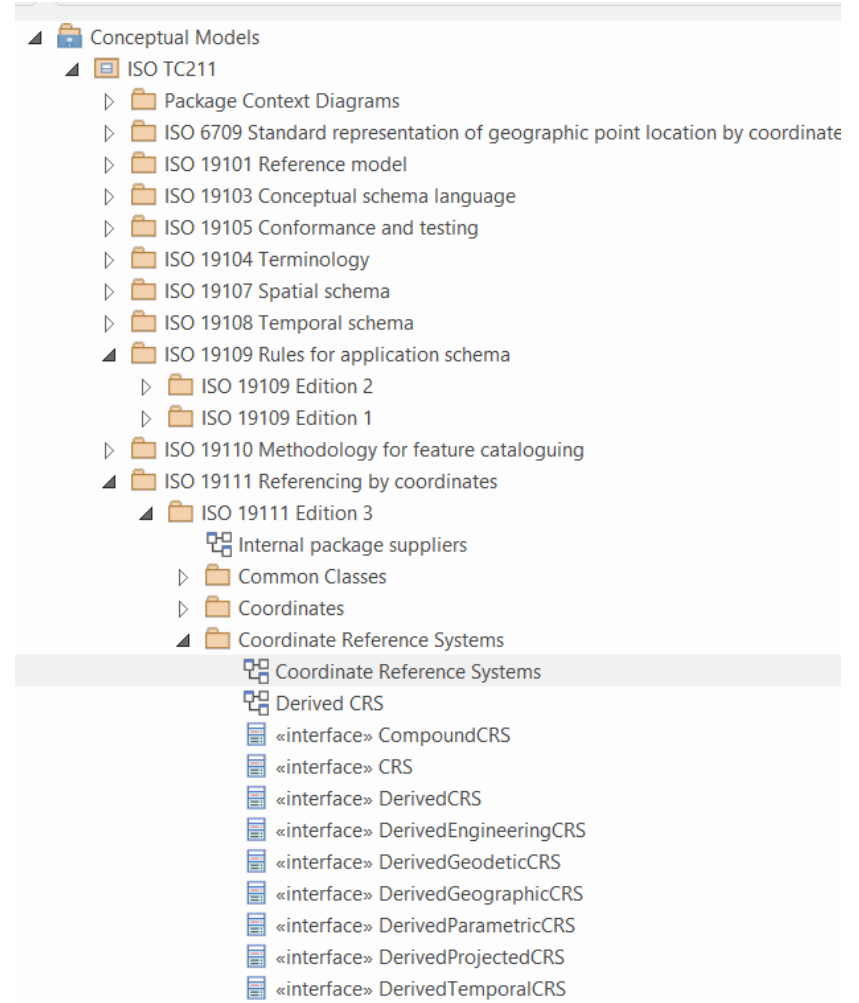 Conceptual Models
ISO TC211
Package Context Diagrams
ISO 6709 Standard representation of geographic point location by coordinate
ISO 19101 Reference model
ISO 19103 Conceptual schema language
ISO 19105 Conformance and testing
ISO 19104 Terminology
ISO 19107 Spatial schema
ISO 19108 Temporal schema
ISO 19109 Rules for application schema
ISO 19109 Edition 2
ISO 19109 Edition 1
ISO 19110 Methodology for feature cataloguing
ISO 19111 Referencing by coordinates
ISO 19111 Edition 3
Internal package suppliers
Common Classes
Coordinates
Coordinate Reference Systems
Coordinate Reference Systems
Derived CRS
«interface» CompoundCRS
«interface» CRS
«interface» DerivedCRS
«interface» DerivedEngineeringCRS
«interface» DerivedGeodeticCRS
«interface» DerivedGeographicCRS
«interface» DerivedParametricCRS
«interface» DerivedProjectedCRS
«interface» DerivedTemporalCRS